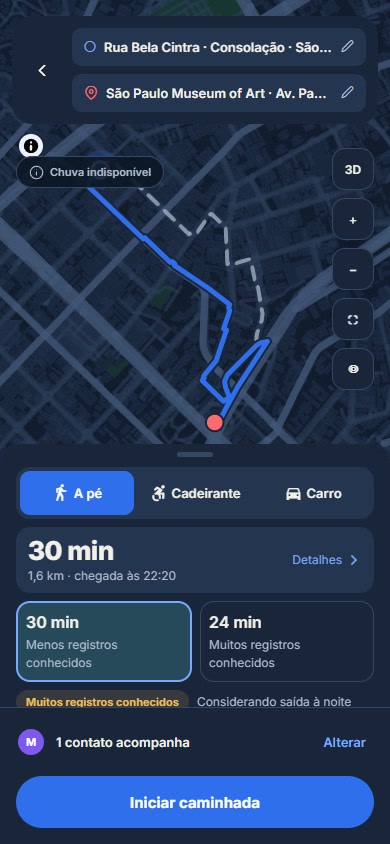 Rua Bela Cintra · Consolação · São...
São Paulo Museum of Art · Av. Pa...
Chuva indisponível
3D
+
−
A pé
Cadeirante
Carro
30 min
1,6 km · chegada às 22:20
Detalhes
30 min
Menos registros
conhecidos
24 min
Muitos registros
conhecidos
Muitos registros conhecidos
Considerando saída à noite
M
1 contato acompanha
Alterar
Iniciar caminhada